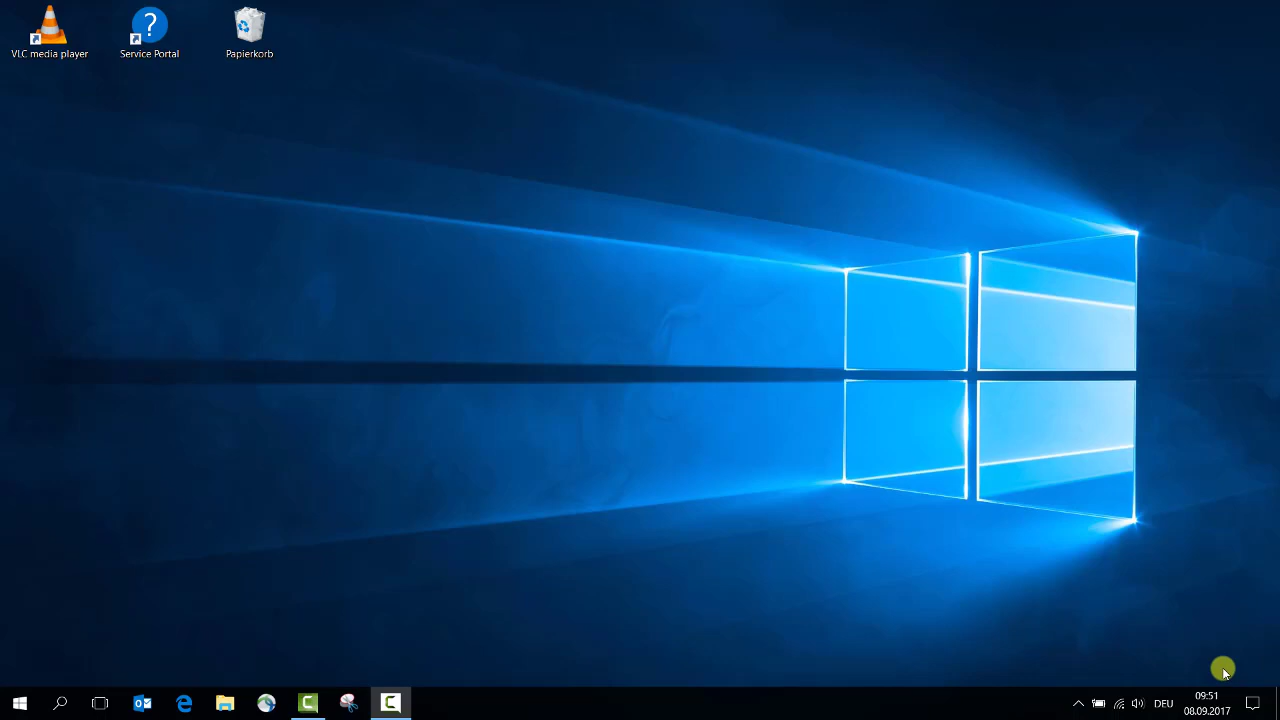 VLC media player
Service Portal
Papierkorb
DEU
09:51
08.09.2017